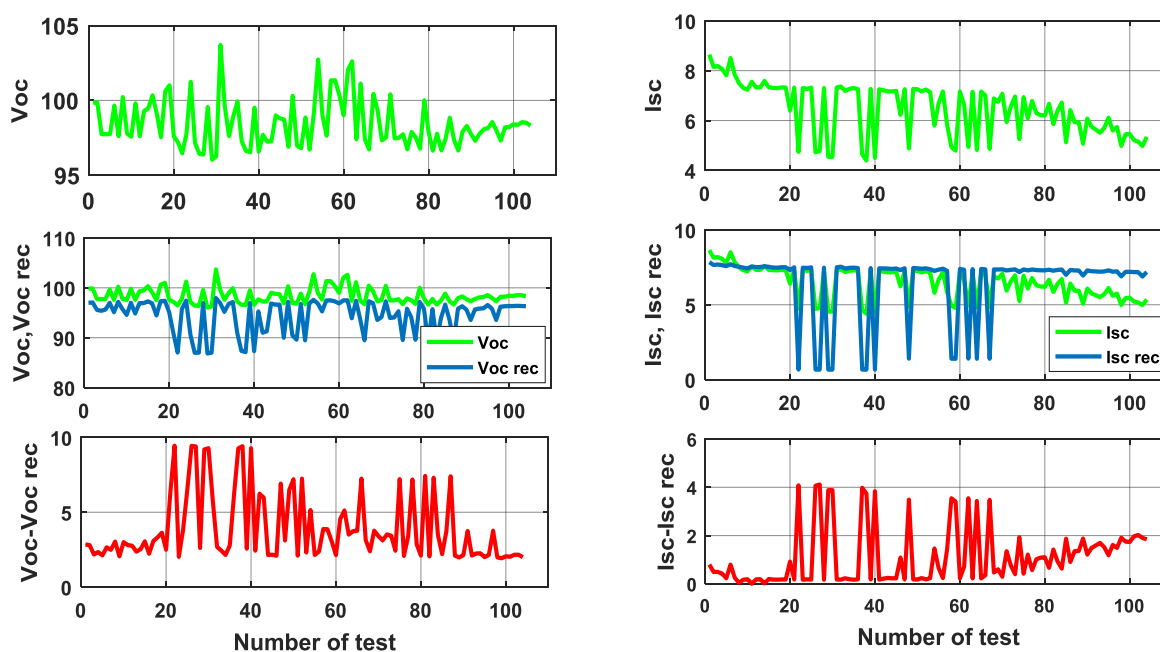 105
100
95
Voc
0 20 40 60 80 100
110
100
90
80
Voc,Voc rec
Voc
Voc rec
0 20 40 60 80 100
10
5
0
Voc-Voc rec
0 20 40 60 80 100
Number of test
10
8
6
4
Isc
0 20 40 60 80 100
10
5
0
Isc, Isc rec
Isc
Isc rec
0 20 40 60 80 100
6
4
2
0
Isc-Isc rec
0 20 40 60 80 100
Number of test